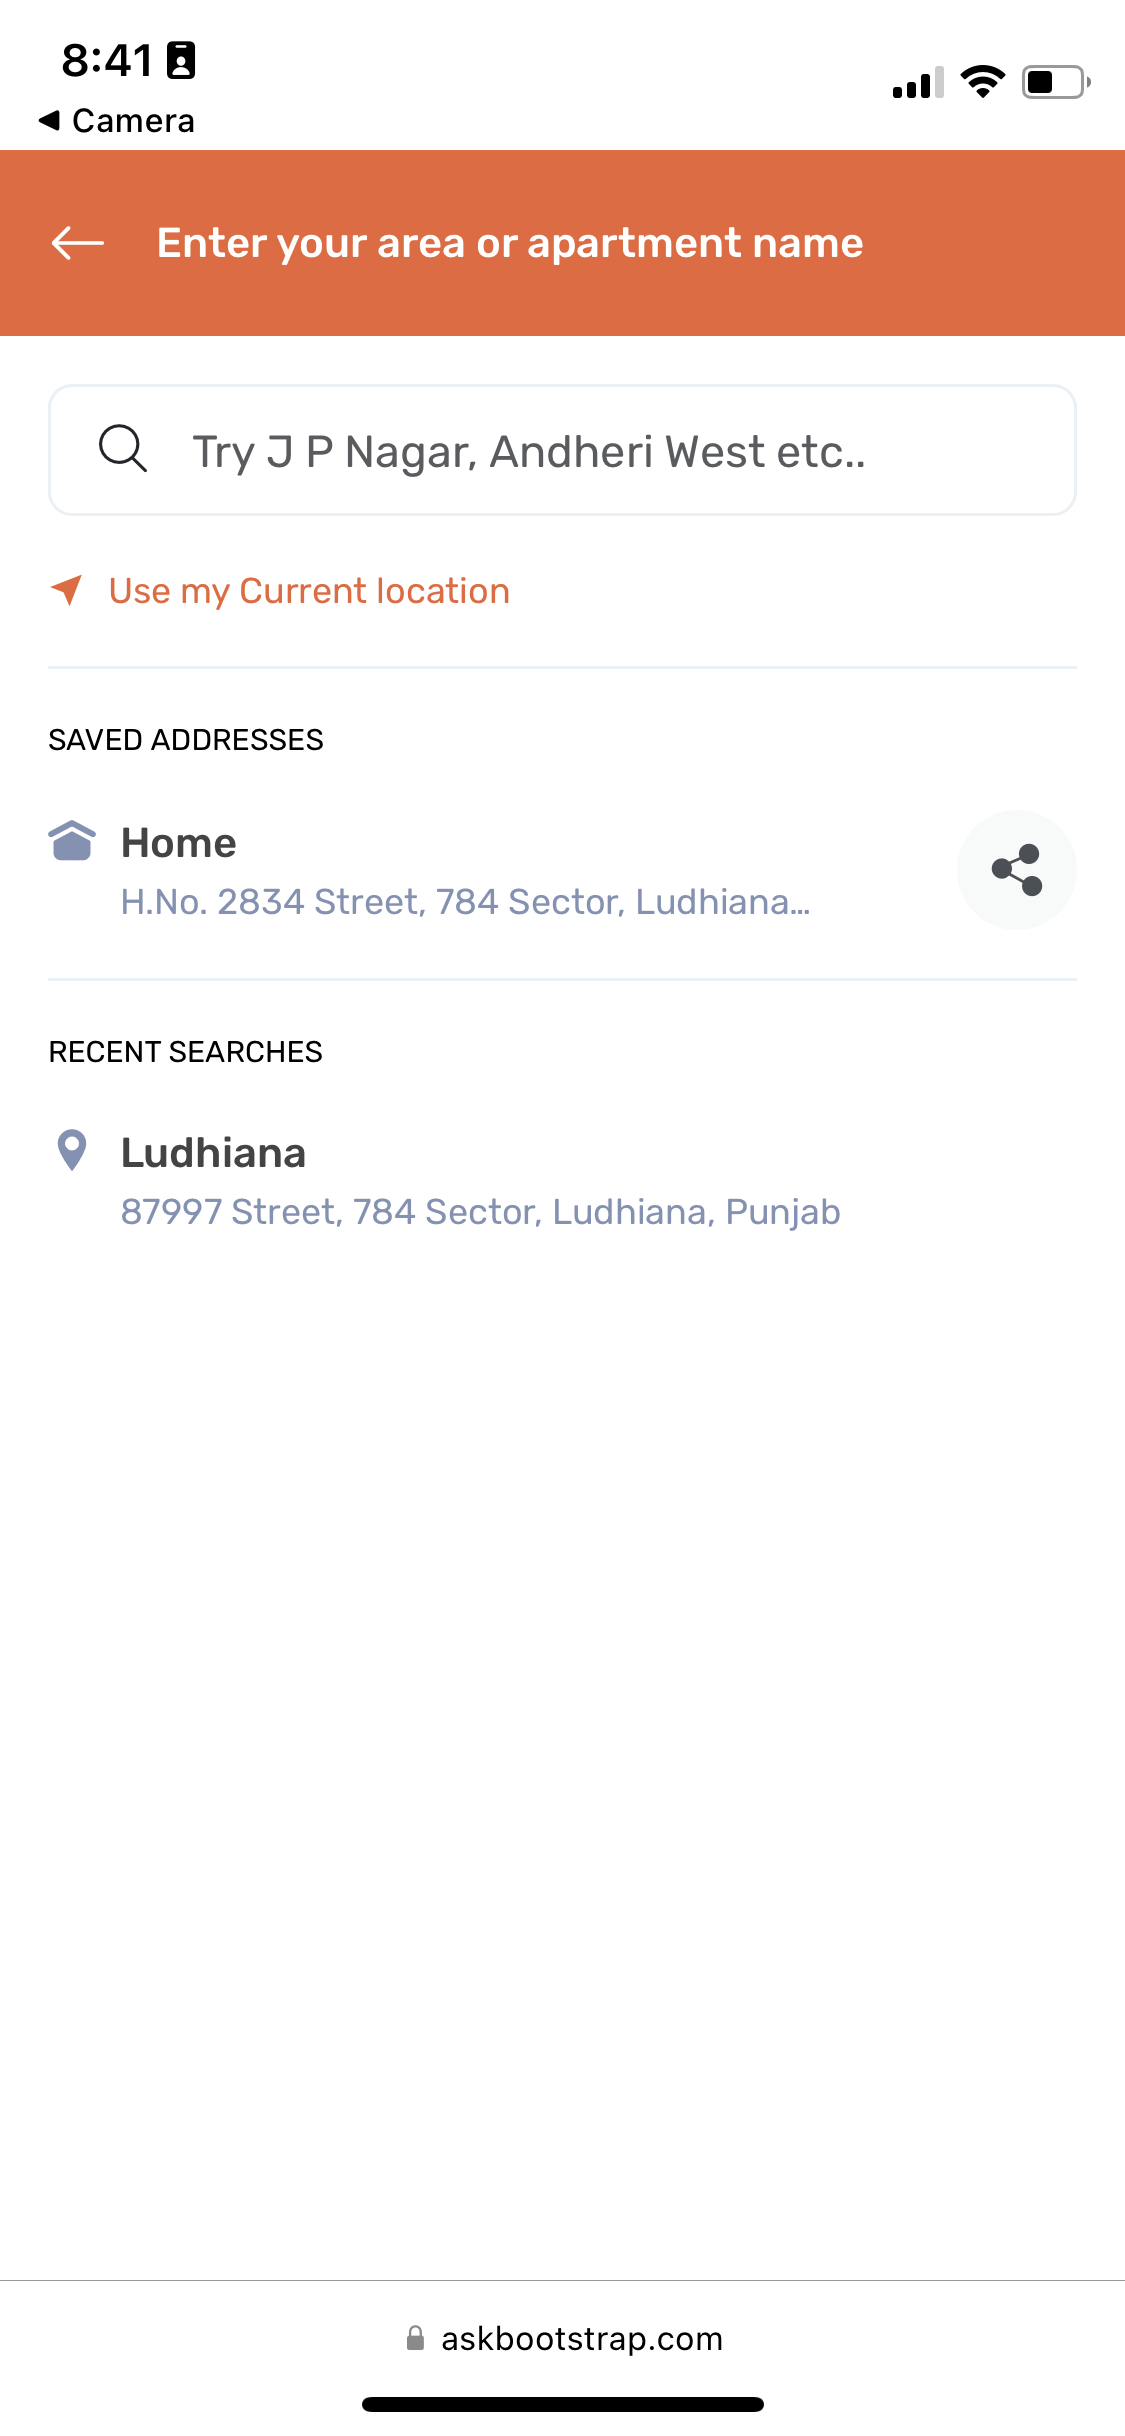 8:41
Camera
Enter your area or apartment name
Try J P Nagar, Andheri West etc..
Use my Current location
SAVED ADDRESSES
Home
H.No. 2834 Street, 784 Sector, Ludhiana...
RECENT SEARCHES
Ludhiana
87997 Street, 784 Sector, Ludhiana, Punjab
askbootstrap.com